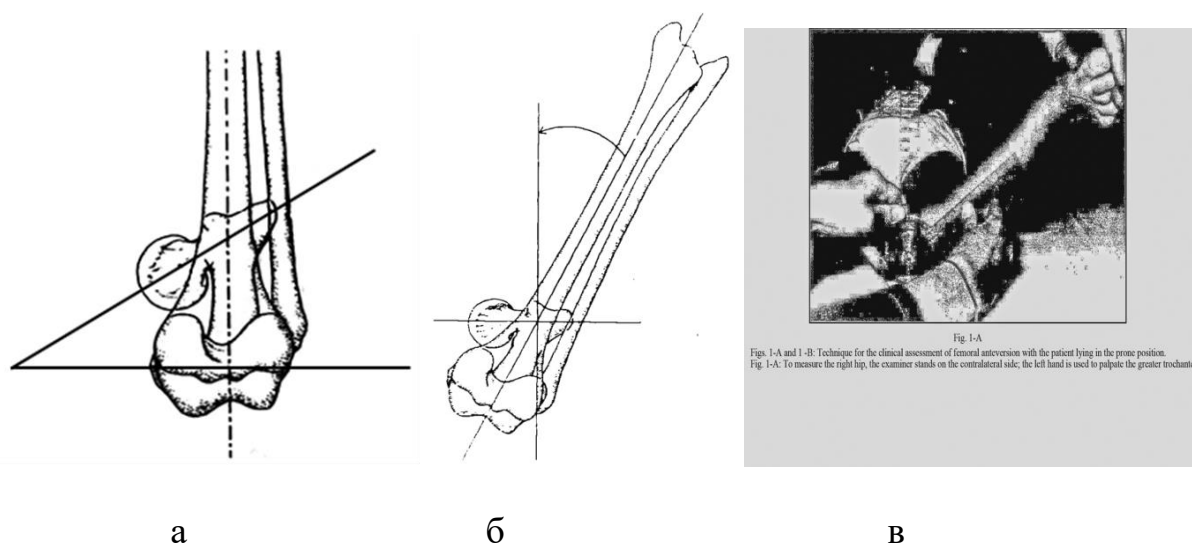 Fig. 1-A
Figs. 1-A and 1 -B: Technique for the clinical assessment of femoral anteversion with the patient lying in the prone position.
Fig. 1-A: To measure the right hip, the examiner stands on the contralateral side; the left hand is used to palpate the greater trochant
а б в